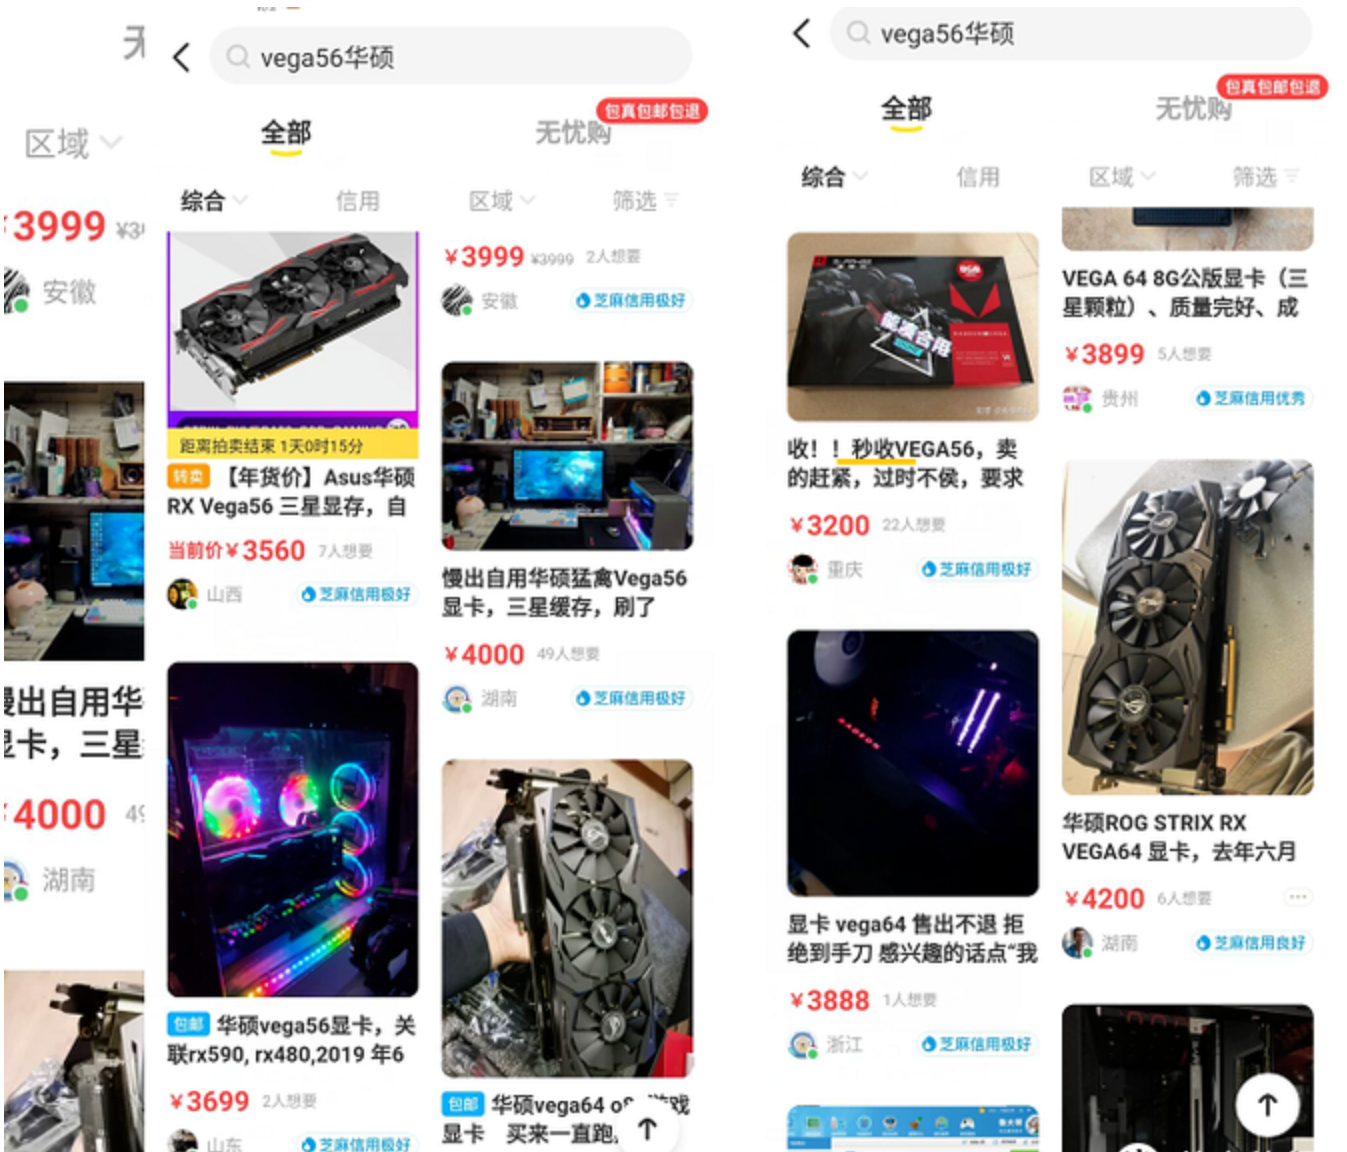 区域
3999
安徽
出自用华
卡，三星
4000
湖南
vega56华硕
包真包邮包退
全部
无忧购
综合
信用
区域
筛选
距离拍卖结束 1天0时15分
转卖 【年货价】Asus华硕
RX Vega56 三星显存，自
当前价￥3560 7人想要
山西 芝麻信用极好
包邮 华硕vega56显卡，关
联rx590, rx480,2019 年6
￥3699 2人想要
山东 芝麻信用极好
￥3999 ¥3999 2人想要
安徽 芝麻信用极好
慢出自用华硕猛禽Vega56
显卡，三星缓存，刷了
￥4000 49人想要
湖南 芝麻信用极好
包邮 华硕vega64
显卡 买来一直跑
vega56华硕
包真包邮包退
全部
无忧购
综合
信用
区域
筛选
能凑合用
收！！秒收VEGA56，卖
的赶紧，过时不侯，要求
￥3200 22人想要
重庆 芝麻信用极好
RADEON
显卡 vega64 售出不退 拒
绝到手刀 感兴趣的话点“我
￥3888 1人想要
浙江 芝麻信用极好
VEGA 64 8G公版显卡（三
星颗粒）、质量完好、成
￥3899 5人想要
贵州 芝麻信用优秀
华硕ROG STRIX RX
VEGA64 显卡，去年六月
￥4200 6人想要
湖南 芝麻信用良好